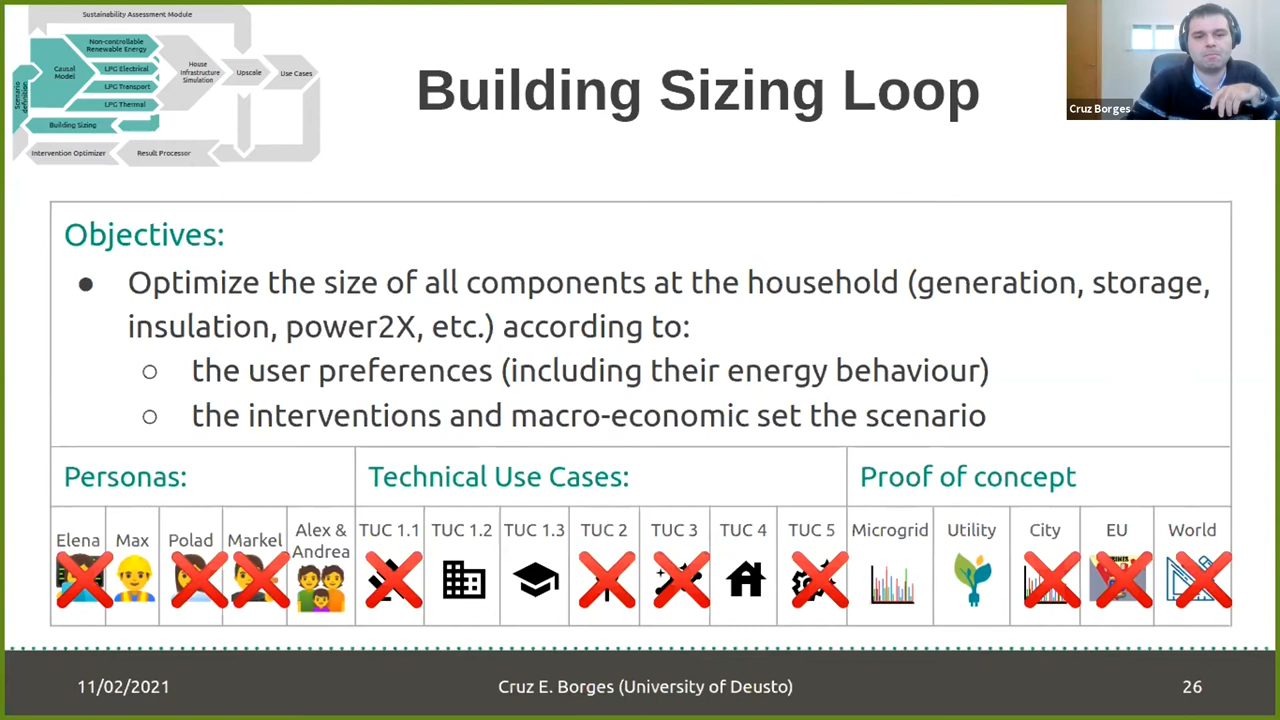 Sustainability Assessment Module
Non-controllable
Renewable Energy
Causal
Model
LPG Electrical
LPG Transport
LPG Thermal
House
Infrastructure
Simulation
Upscale
Use Cases
Scenario
definition
Building Sizing
Intervention Optimizer
Result Processor
Building Sizing Loop
Cruz Borges
Objectives:
● Optimize the size of all components at the household (generation, storage,
insulation, power2X, etc.) according to:
○ the user preferences (including their energy behaviour)
○ the interventions and macro-economic set the scenario
Personas:
Technical Use Cases:
Proof of concept
Elena
Max
Polad
Markel
Alex &
Andrea
TUC 1.1
TUC 1.2
TUC 1.3
TUC 2
TUC 3
TUC 4
TUC 5
Microgrid
Utility
City
EU
World
11/02/2021
Cruz E. Borges (University of Deusto)
26